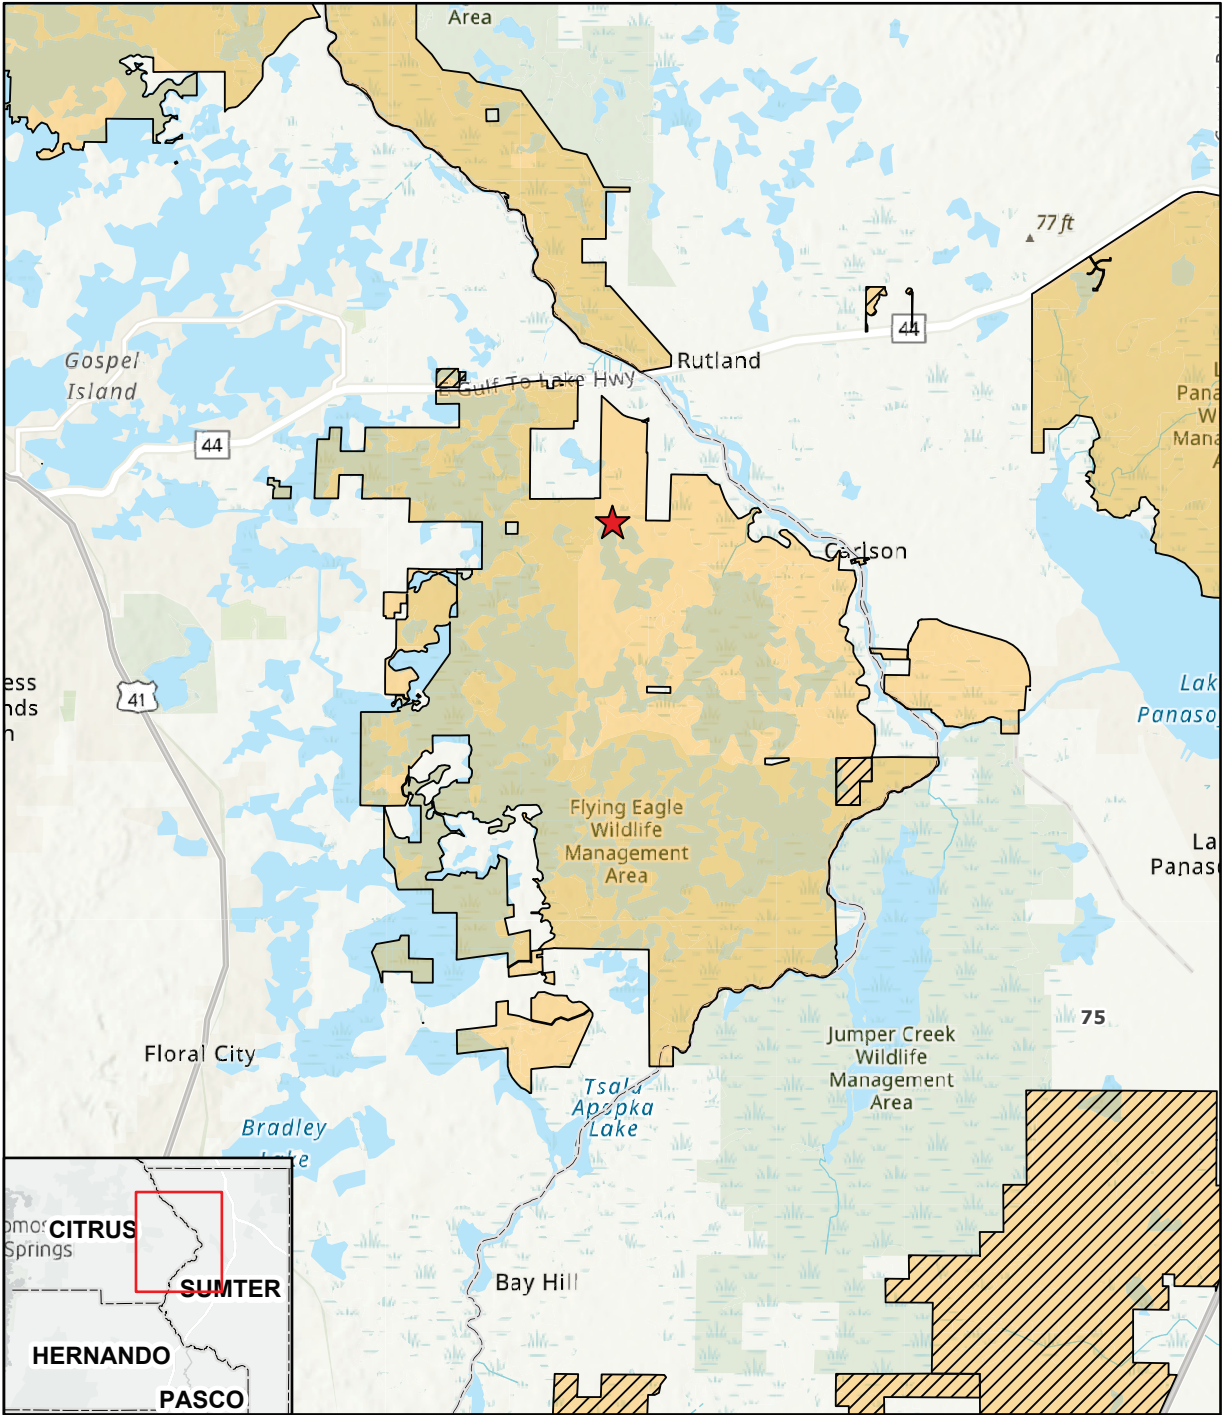 Area
77 ft
44
Rutland
Gospel
Island
E Gulf To Lake Hwy
44
Carlson
41
Flying Eagle
Wildlife
Management
Area
75
Jumper Creek
Wildlife
Management
Area
Floral City
Tsala
Apopka
Lake
Bradley
Lake
CITRUS
Springs
SUMTER
Bay Hill
HERNANDO
PASCO